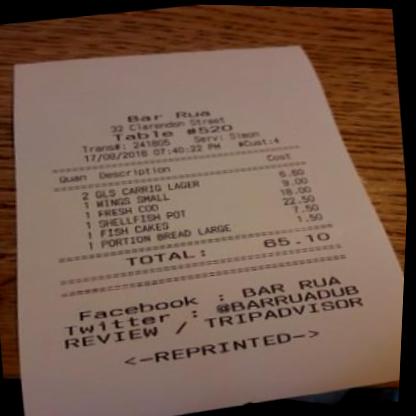 Bar Rua
32 Clarendon Street
Table #520
Trans#: 241805 Serv: Simon
17/08/2018 07:40:22 PM #Cust:4
Quan Description Cost
2 GLS CARRIG LAGER 6.60
1 WINGS SMALL 9.00
1 FRESH COD 18.00
1 SHELLFISH POT 22.50
1 FISH CAKES 7.50
1 PORTION BREAD LARGE 1.50
TOTAL: 65.10
Facebook : BAR RUA
Twitter : @BARRUADUB
REVIEW / TRIPADVISOR
<-REPRINTED->